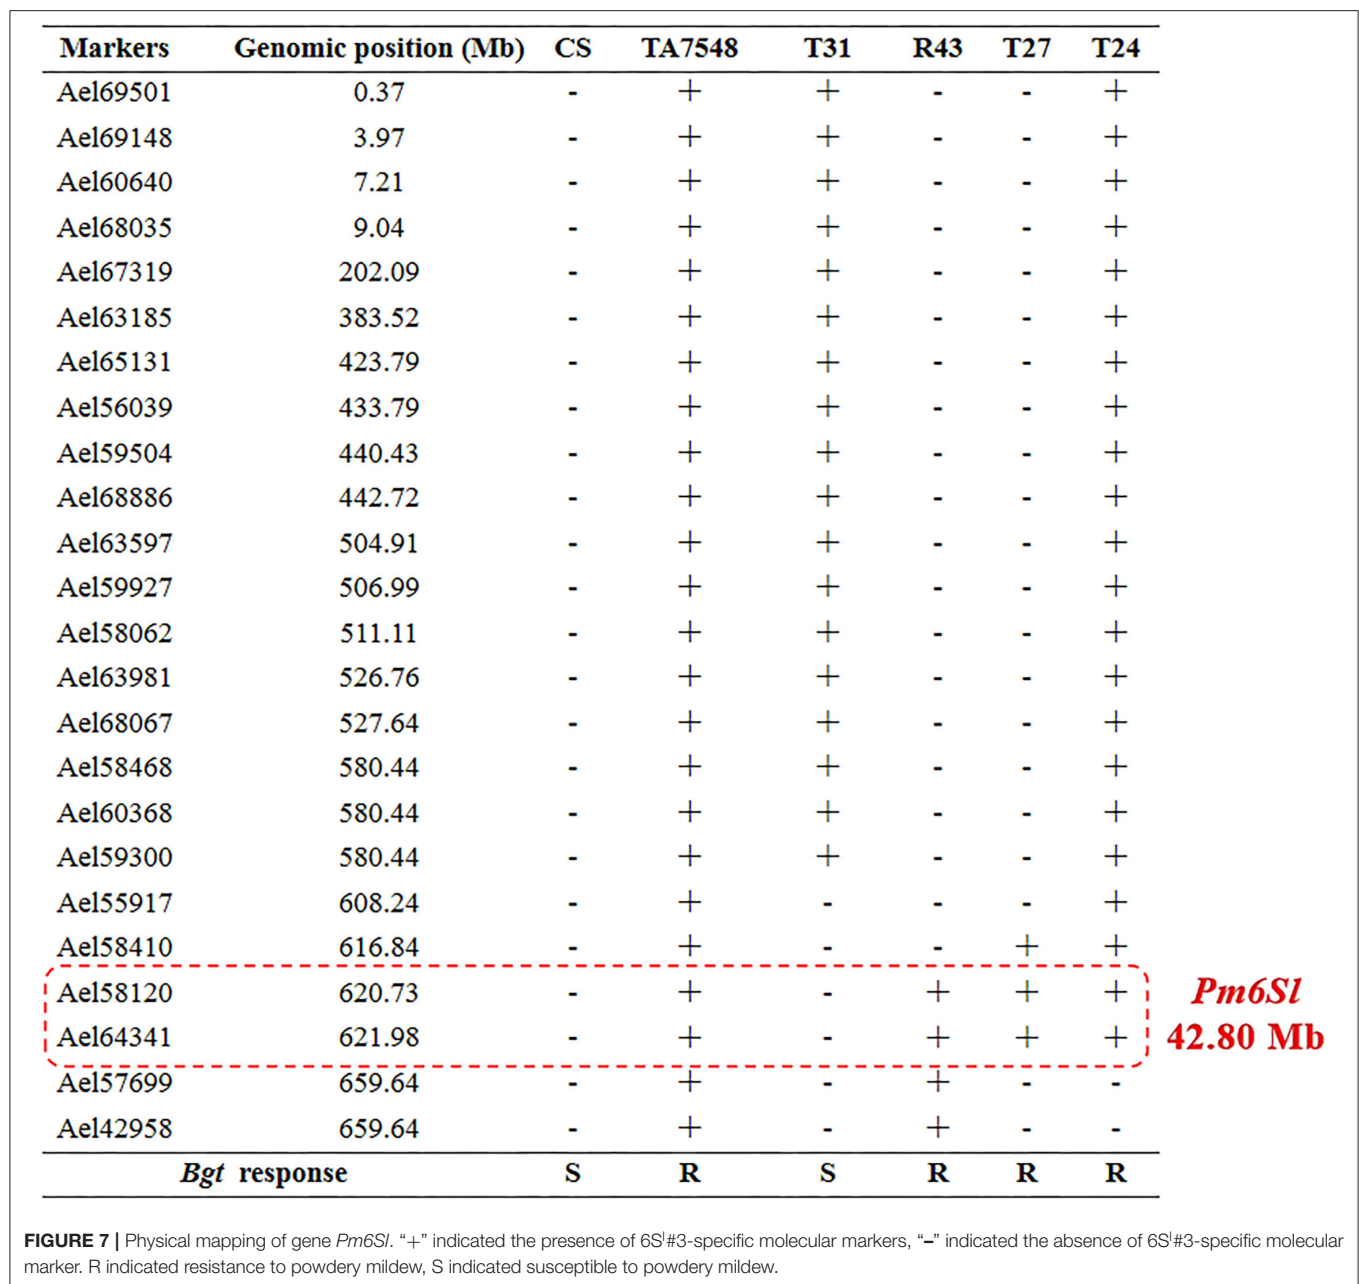 Markers Genomic position (Mb) CS TA7548 T31 R43 T27 T24
Ael69501 0.37 - + + - - +
Ael69148 3.97 - + + - - +
Ael60640 7.21 - + + - - +
Ael68035 9.04 - + + - - +
Ael67319 202.09 - + + - - +
Ael63185 383.52 - + + - - +
Ael65131 423.79 - + + - - +
Ael56039 433.79 - + + - - +
Ael59504 440.43 - + + - - +
Ael68886 442.72 - + + - - +
Ael63597 504.91 - + + - - +
Ael59927 506.99 - + + - - +
Ael58062 511.11 - + + - - +
Ael63981 526.76 - + + - - +
Ael68067 527.64 - + + - - +
Ael58468 580.44 - + + - - +
Ael60368 580.44 - + + - - +
Ael59300 580.44 - + + - - +
Ael55917 608.24 - + - - - +
Ael58410 616.84 - + - - + +
Ael58120 620.73 - + - + + + Pm6Sl
Ael64341 621.98 - + - + + + 42.80 Mb
Ael57699 659.64 - + - + - -
Ael42958 659.64 - + - + - -
Bgt response S R S R R R
FIGURE 7 | Physical mapping of gene Pm6Sl. “+” indicated the presence of 6Sˡ#3-specific molecular markers, “–” indicated the absence of 6Sˡ#3-specific molecular
marker. R indicated resistance to powdery mildew, S indicated susceptible to powdery mildew.